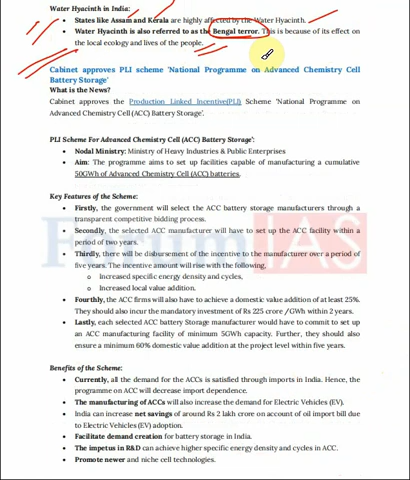 Water Hyacinth in India:
• States like Assam and Kerala are highly affected by the Water Hyacinth.
• Water Hyacinth is also referred to as the Bengal terror. This is because of its effect on
the local ecology and lives of the people.
Cabinet approves PLI scheme 'National Programme on Advanced Chemistry Cell
Battery Storage'
What is the News?
Cabinet approves the Production Linked Incentive(PLI) Scheme 'National Programme on
Advanced Chemistry Cell (ACC) Battery Storage'.
PLI Scheme For Advanced Chemistry Cell (ACC) Battery Storage':
• Nodal Ministry: Ministry of Heavy Industries & Public Enterprises
• Aim: The programme aims to set up facilities capable of manufacturing a cumulative
50GWh of Advanced Chemistry Cell (ACC) batteries.
Key Features of the Scheme:
• Firstly, the government will select the ACC battery storage manufacturers through a
transparent competitive bidding process.
• Secondly, the selected ACC manufacturer will have to set up the ACC facility within a
period of two years.
• Thirdly, there will be disbursement of the incentive to the manufacturer over a period of
five years. The incentive amount will rise with the following,
o Increased specific energy density and cycles,
o Increased local value addition.
• Fourthly, the ACC firms will also have to achieve a domestic value addition of at least 25%.
They should also incur the mandatory investment of Rs 225 crore /GWh within 2 years.
• Lastly, each selected ACC battery Storage manufacturer would have to commit to set up
an ACC manufacturing facility of minimum 5GWh capacity. Further, they should also
ensure a minimum 60% domestic value addition at the project level within five years.
Benefits of the Scheme:
• Currently, all the demand for the ACCs is satisfied through imports in India. Hence, the
programme on ACC will decrease import dependence.
• The manufacturing of ACCs will also increase the demand for Electric Vehicles (EV).
• India can increase net savings of around Rs 2 lakh crore on account of oil import bill due
to Electric Vehicles (EV) adoption.
• Facilitate demand creation for battery storage in India.
• The impetus in R&D can achieve higher specific energy density and cycles in ACC.
• Promote newer and niche cell technologies.
Forum IAS